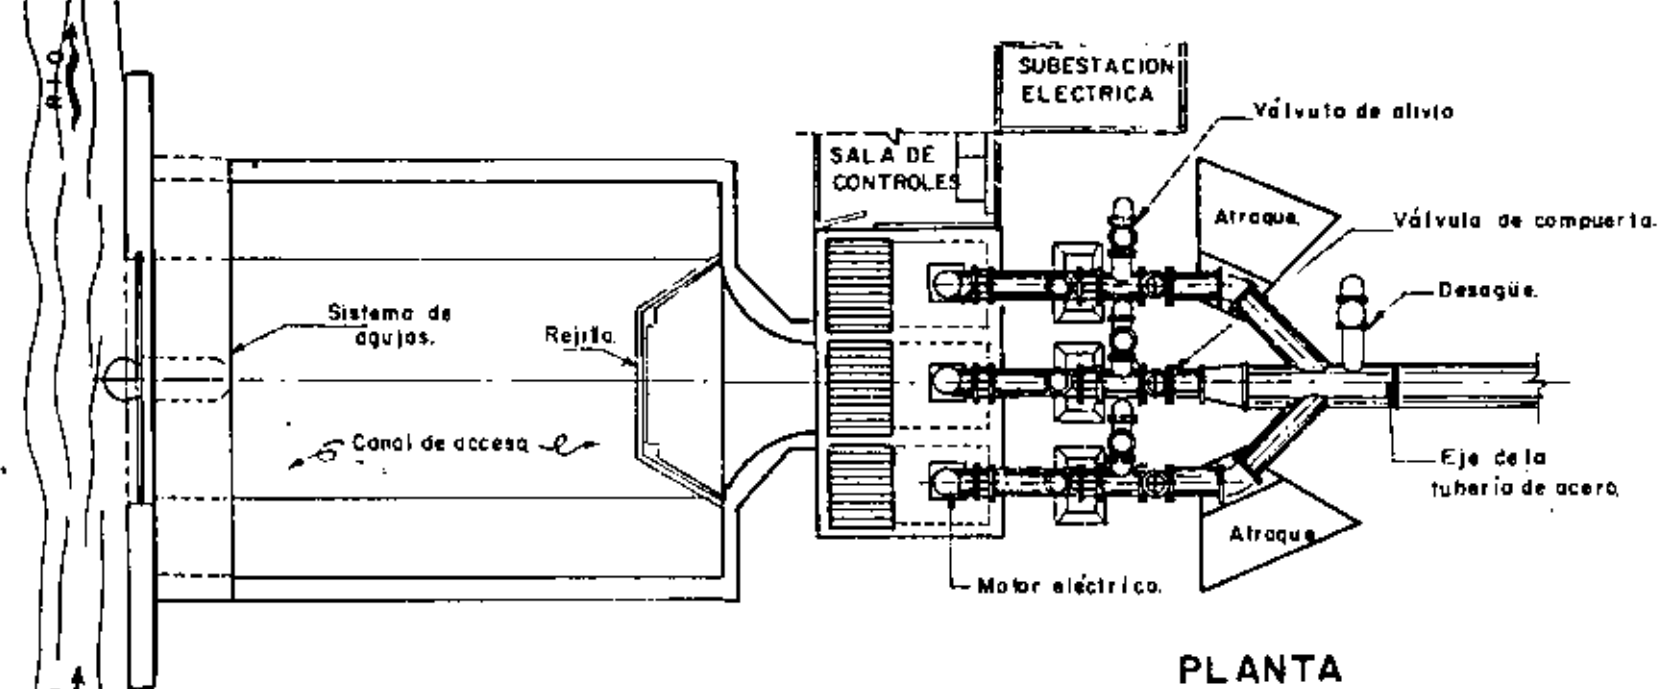 RIO
SUBESTACION
ELECTRICA
Válvula de alivio
SALA DE
CONTROLES
Atraque.
Válvula de compuerta.
Sistema de
agujas.
Rejilla.
Desagüe.
Canal de acceso
Eje de la
tubería de acero.
Atraque
Motor eléctrico.
PLANTA